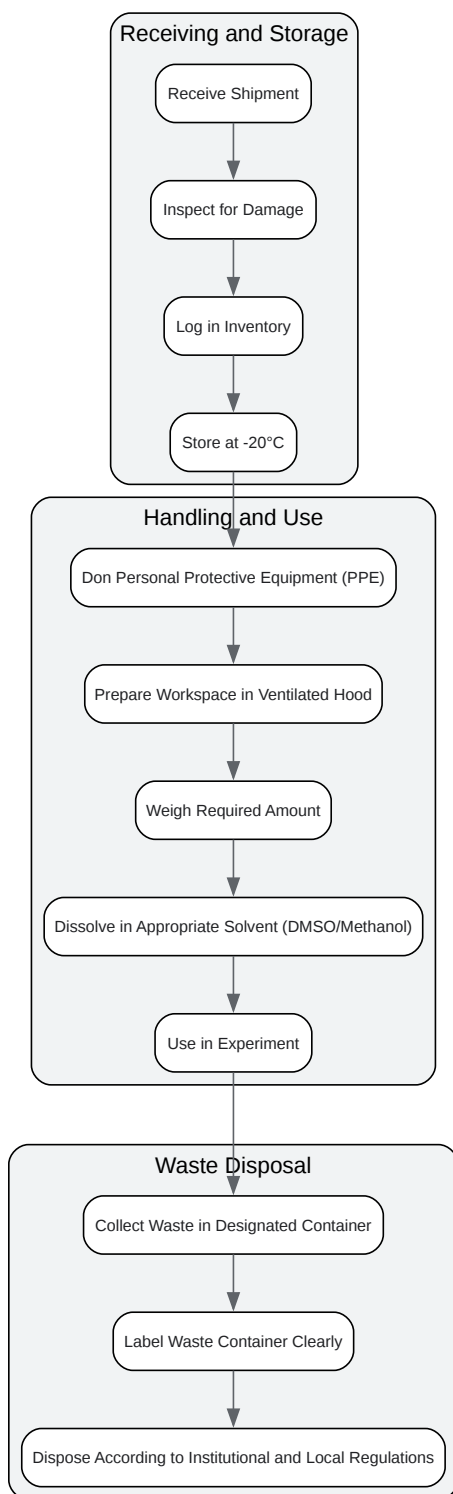 Receiving and Storage
Receive Shipment
Inspect for Damage
Log in Inventory
Store at -20°C
Handling and Use
Don Personal Protective Equipment (PPE)
Prepare Workspace in Ventilated Hood
Weigh Required Amount
Dissolve in Appropriate Solvent (DMSO/Methanol)
Use in Experiment
Waste Disposal
Collect Waste in Designated Container
Label Waste Container Clearly
Dispose According to Institutional and Local Regulations